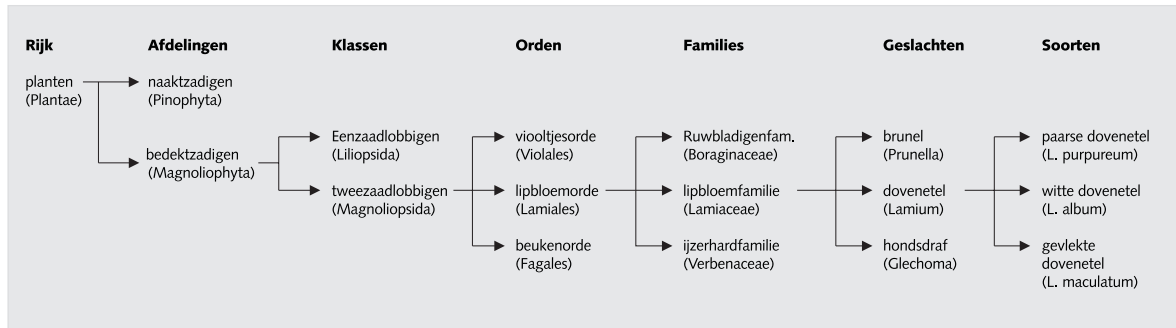 Rijk
Afdelingen
Klassen
Orden
Families
Geslachten
Soorten
planten
(Plantae)
naaktzadigen
(Pinophyta)
bedektzadigen
(Magnoliophyta)
Eenzaadlobbigen
(Liliopsida)
tweezaadlobbigen
(Magnoliopsida)
viooltjesorde
(Violales)
lipbloemorde
(Lamiales)
beukenorde
(Fagales)
Ruwbladigenfam.
(Boraginaceae)
lipbloemfamilie
(Lamiaceae)
ijzerhardfamilie
(Verbenaceae)
brunel
(Prunella)
dovenetel
(Lamium)
hondsdraf
(Glechoma)
paarse dovenetel
(L. purpureum)
witte dovenetel
(L. album)
gevlekte
dovenetel
(L. maculatum)